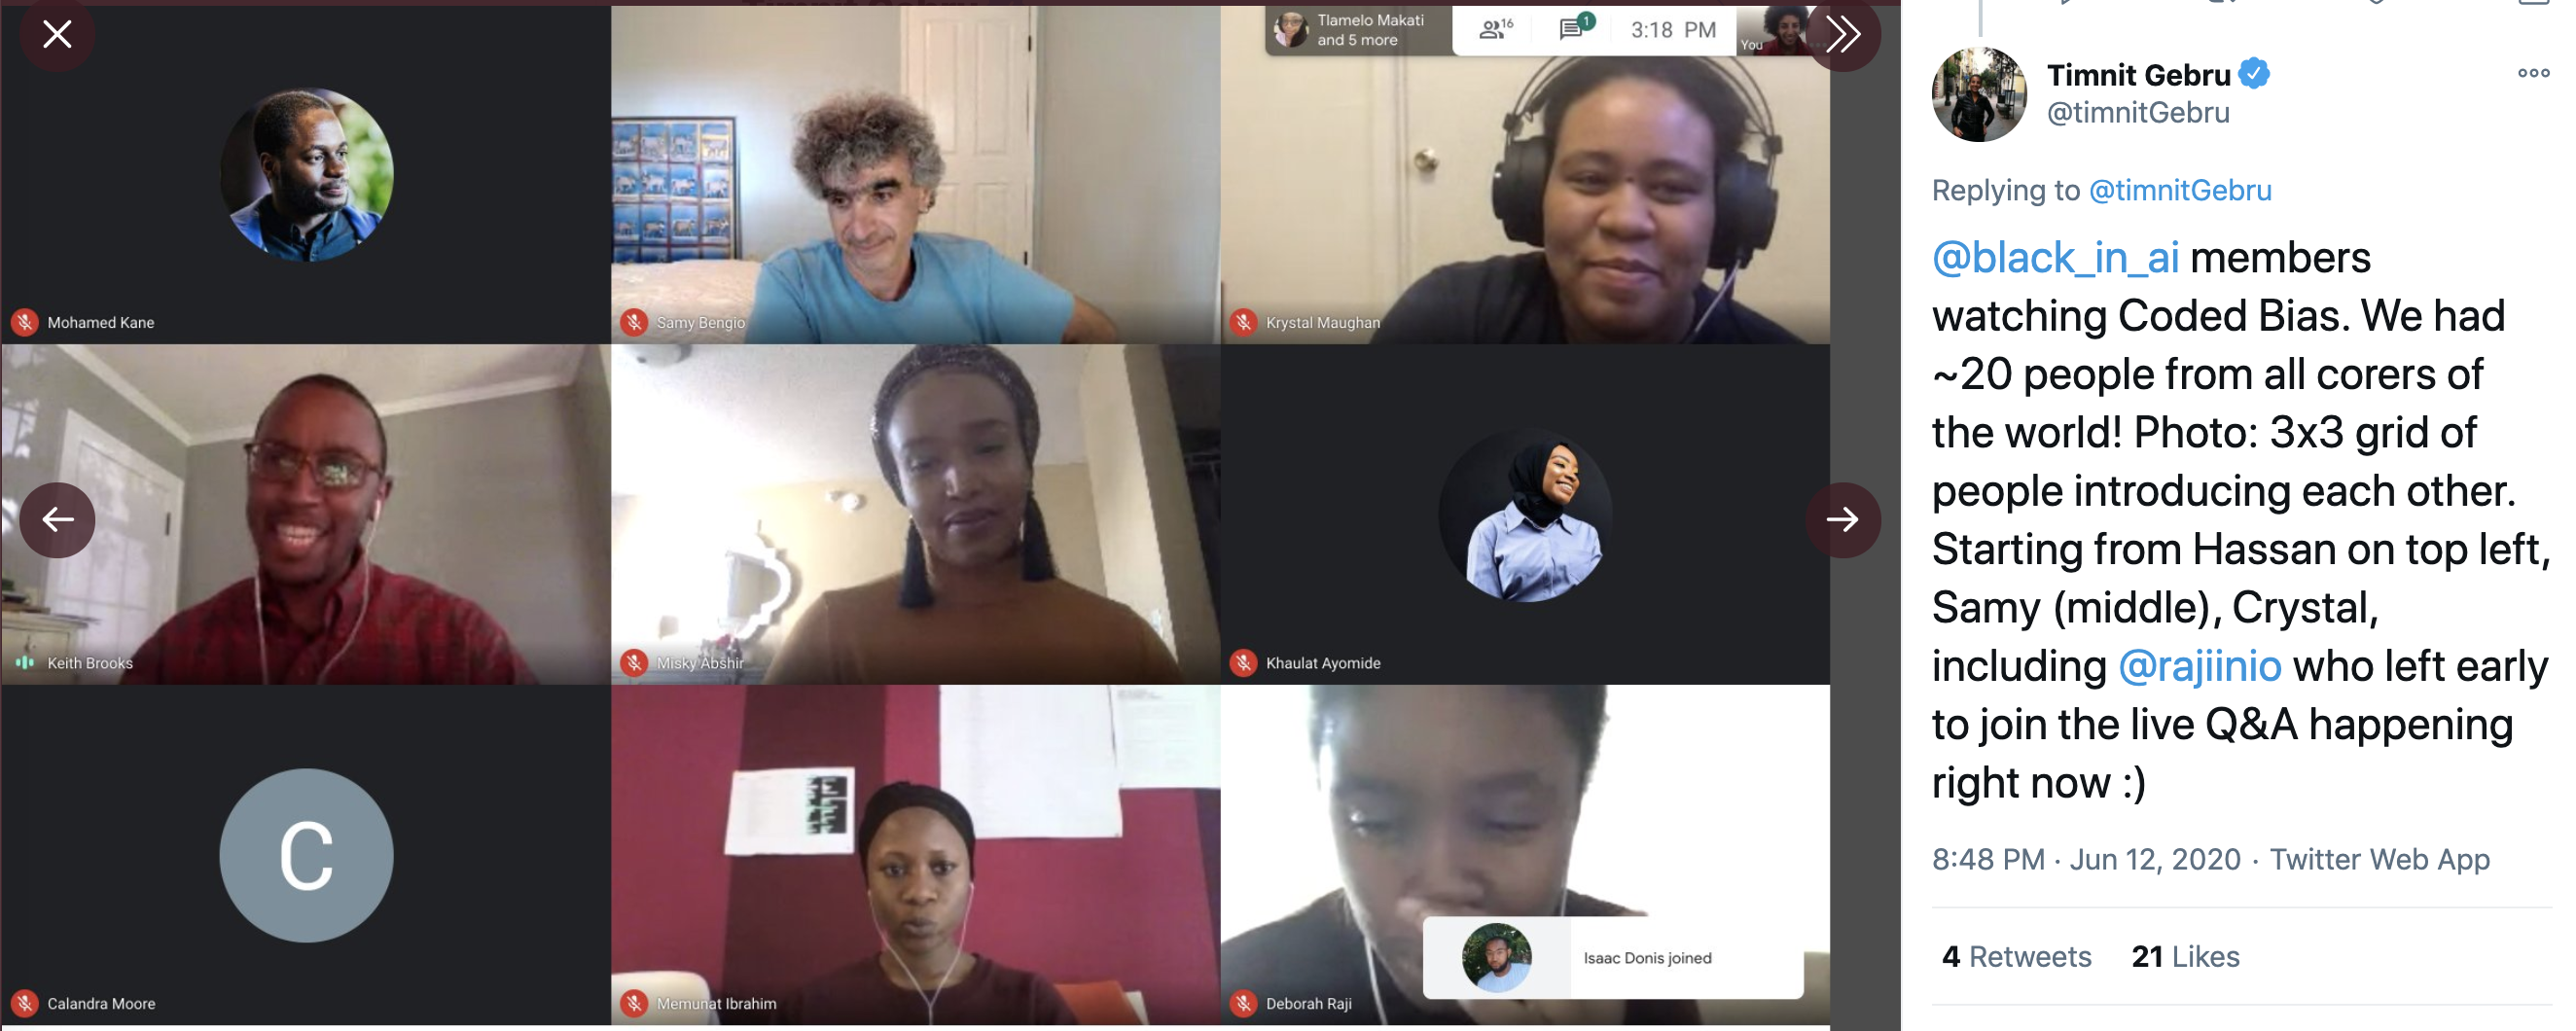 Tlamelo Makati
and 5 more
16
1
3:18 PM
You
Mohamed Kane
Samy Bengio
Krystal Maughan
Keith Brooks
Misky Abshir
Khaulat Ayomide
C
Calandra Moore
Memunat Ibrahim
Deborah Raji
Isaac Donis joined
Timnit Gebru
@timnitGebru
Replying to @timnitGebru
@black_in_ai members
watching Coded Bias. We had
~20 people from all corers of
the world! Photo: 3x3 grid of
people introducing each other.
Starting from Hassan on top left,
Samy (middle), Crystal,
including @rajiinio who left early
to join the live Q&A happening
right now :)
8:48 PM · Jun 12, 2020 · Twitter Web App
4 Retweets 21 Likes